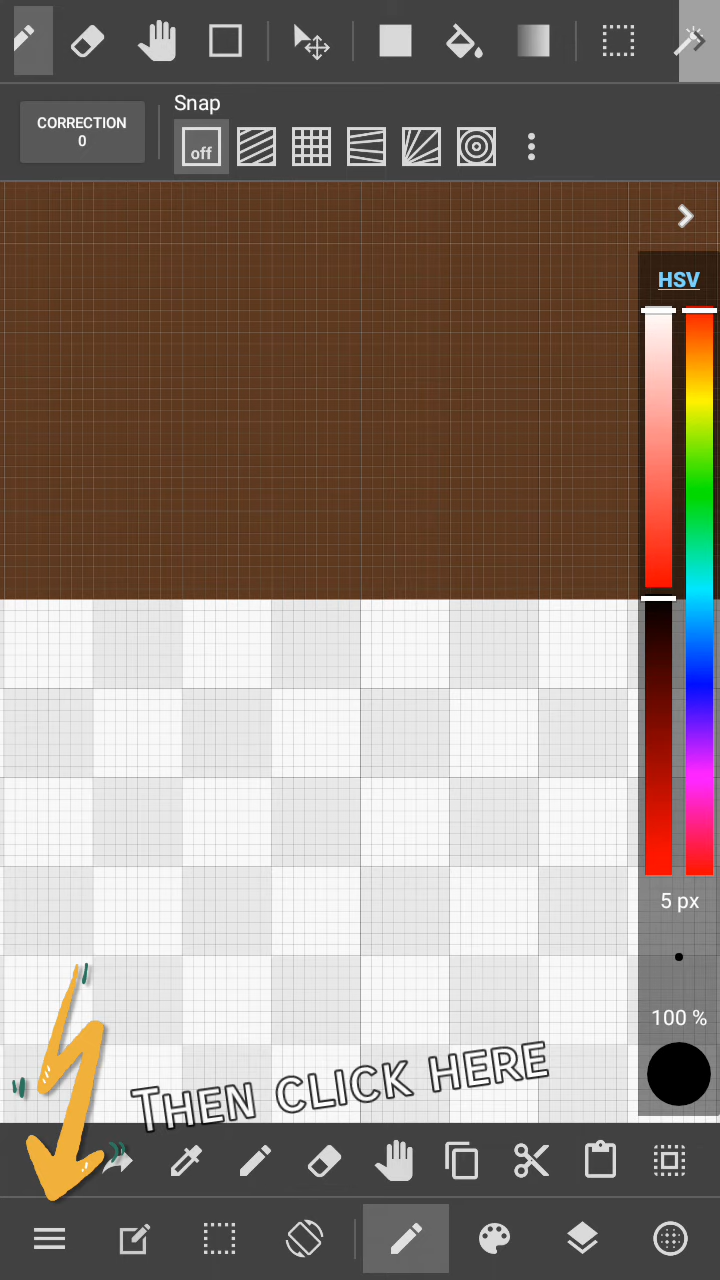 CORRECTION
0
Snap
off
HSV
5 px
100 %
THEN CLICK HERE